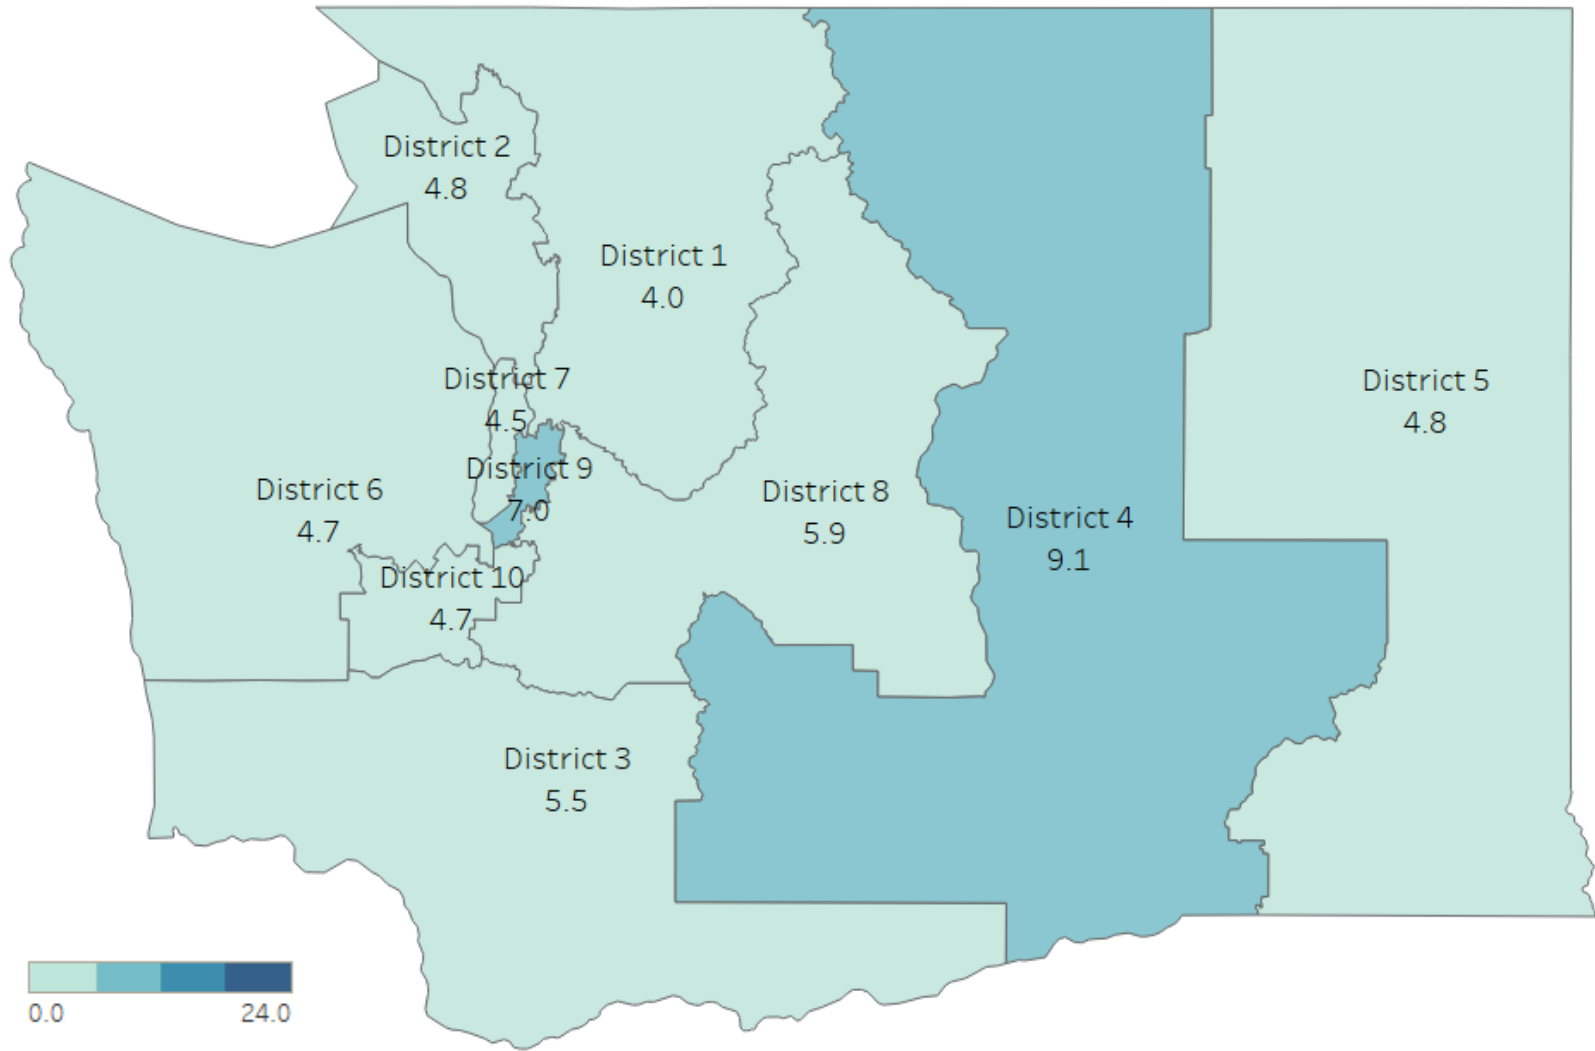 District 2
4.8
District 1
4.0
District 7
4.5
District 5
4.8
District 9
7.0
District 6
4.7
District 8
5.9
District 4
9.1
District 10
4.7
District 3
5.5
0.0
24.0